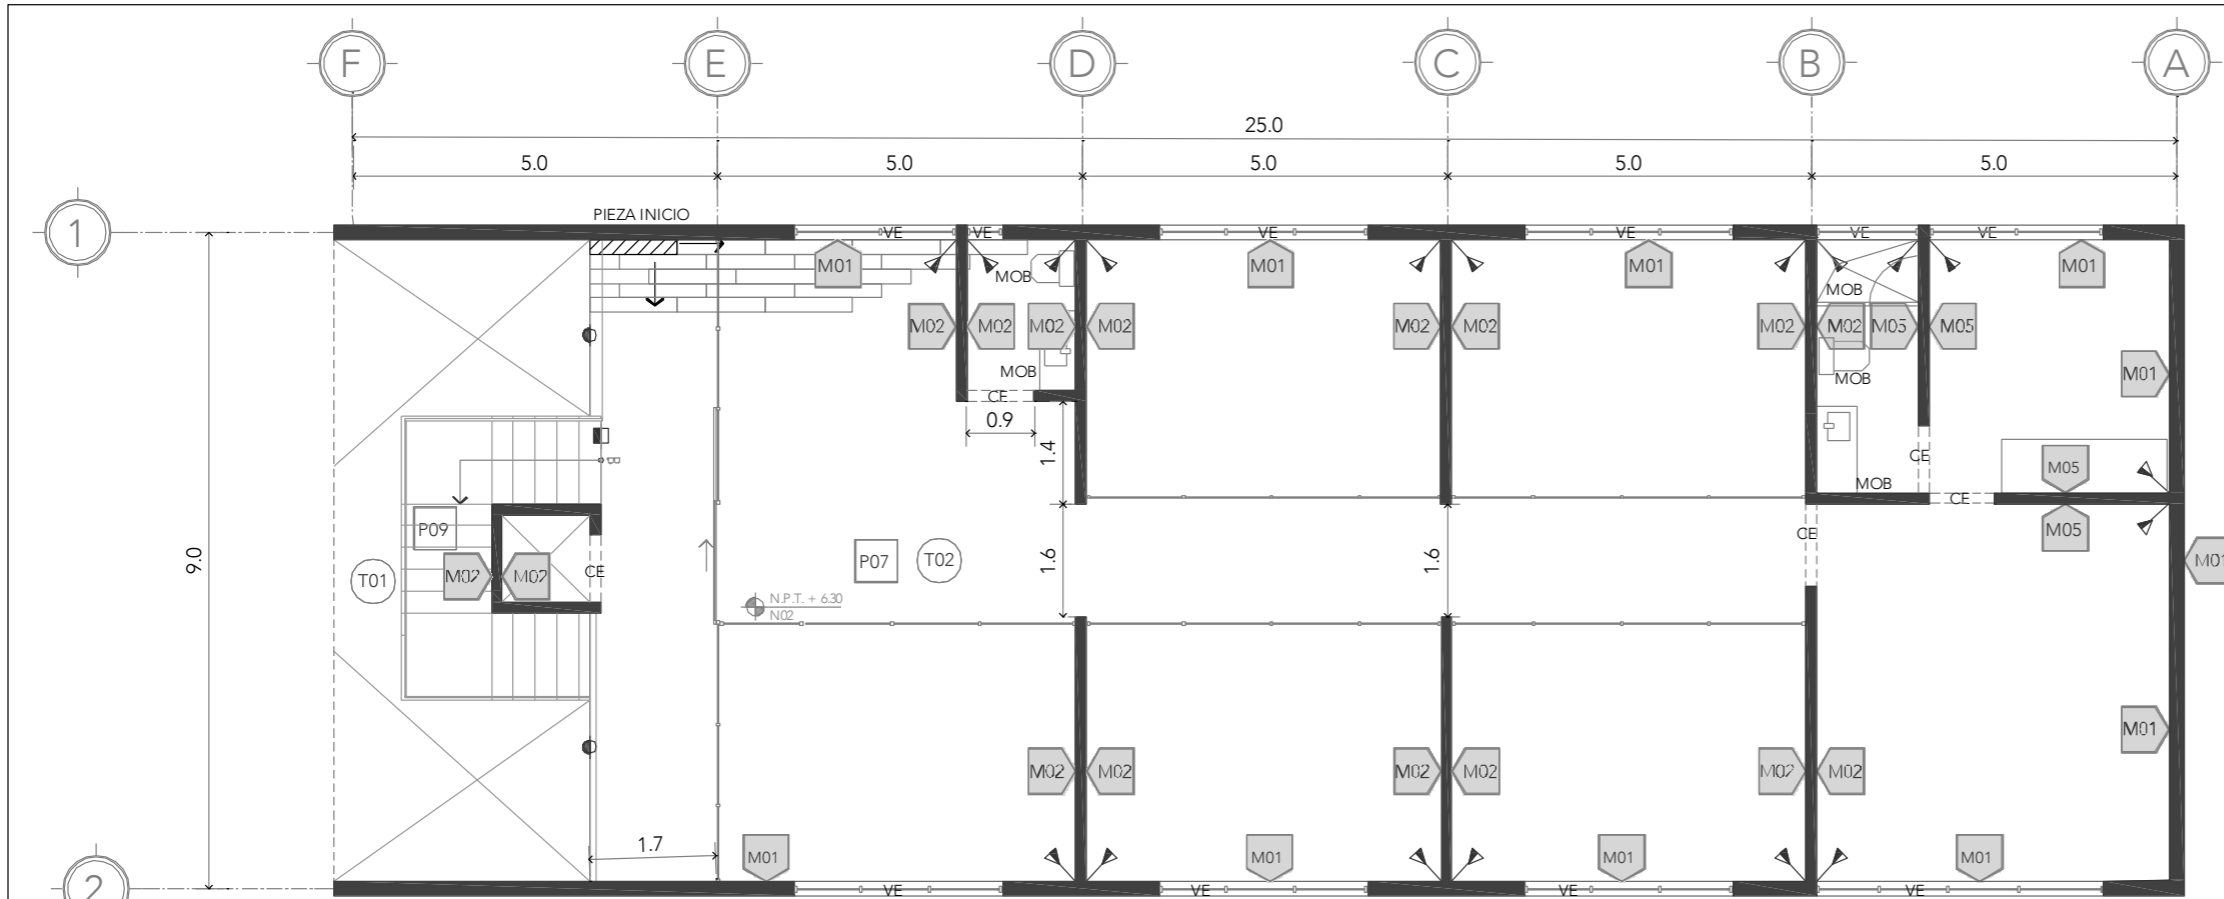 F E D C B A
25.0
5.0 5.0 5.0 5.0 5.0
PIEZA INICIO
1
VE VE VE VE VE VE
M01 M01 M01 M01
MOB
MOB
M02 M02 M02 M02 M02 M02 M02 M02 M05 M05
MOB
MOB
M01
CE
0.9
1.4
B
CE
M05
MOB
CE
P09
M05
CE
9.0
T01
M02 M02
CE
P07
T02
1.6
1.6
M01
N.P.T. + 6.30
N02
M01
M02 M02 M02 M02 M02 M02
1.7
M01 M01 M01 M01
2
VE VE VE VE